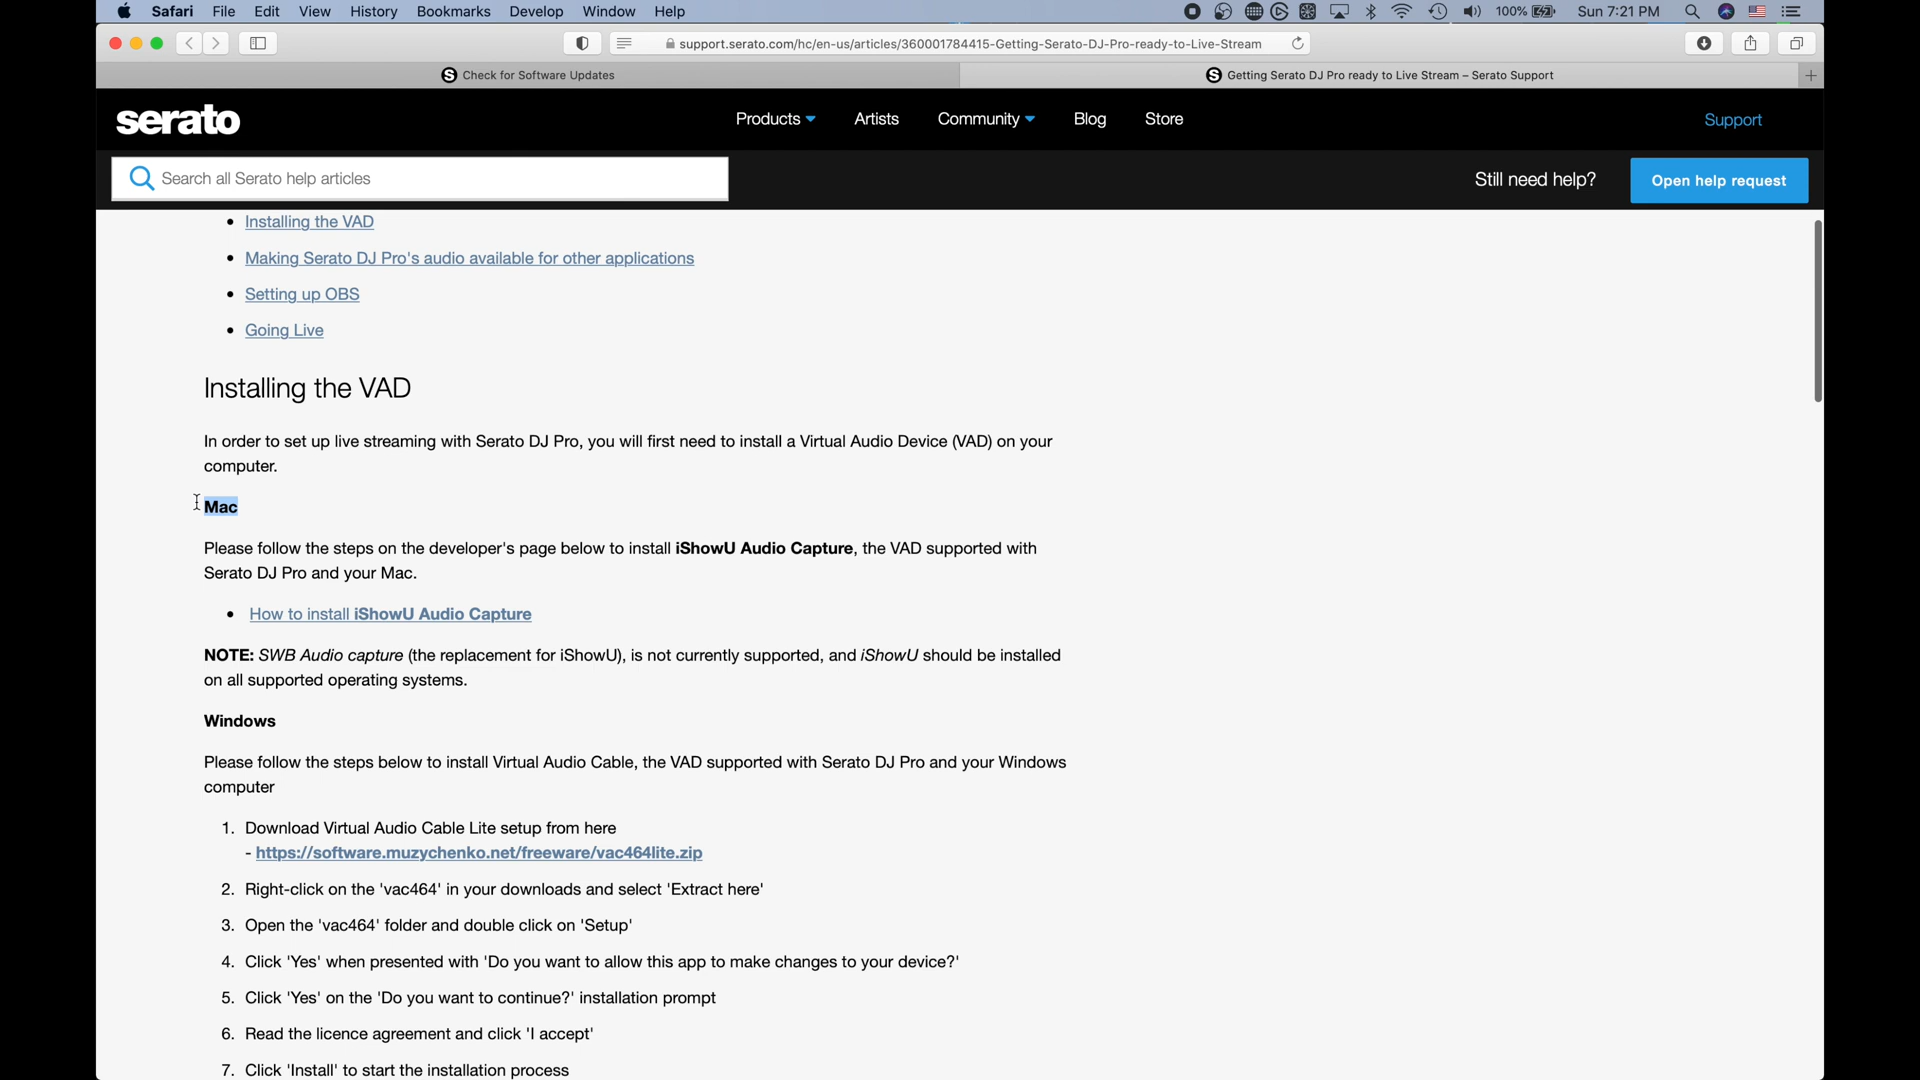 Safari File Edit View History Bookmarks Develop Window Help 100% Sun 7:21 PM
support.serato.com/hc/en-us/articles/360001784415-Getting-Serato-DJ-Pro-ready-to-Live-Stream
Check for Software Updates Getting Serato DJ Pro ready to Live Stream – Serato Support
serato Products Artists Community Blog Store Support
Search all Serato help articles Still need help? Open help request
• Installing the VAD
• Making Serato DJ Pro's audio available for other applications
• Setting up OBS
• Going Live
Installing the VAD
In order to set up live streaming with Serato DJ Pro, you will first need to install a Virtual Audio Device (VAD) on your
computer.
Mac
Please follow the steps on the developer's page below to install iShowU Audio Capture, the VAD supported with
Serato DJ Pro and your Mac.
• How to install iShowU Audio Capture
NOTE: SWB Audio capture (the replacement for iShowU), is not currently supported, and iShowU should be installed
on all supported operating systems.
Windows
Please follow the steps below to install Virtual Audio Cable, the VAD supported with Serato DJ Pro and your Windows
computer
1. Download Virtual Audio Cable Lite setup from here
- https://software.muzychenko.net/freeware/vac464lite.zip
2. Right-click on the 'vac464' in your downloads and select 'Extract here'
3. Open the 'vac464' folder and double click on 'Setup'
4. Click 'Yes' when presented with 'Do you want to allow this app to make changes to your device?'
5. Click 'Yes' on the 'Do you want to continue?' installation prompt
6. Read the licence agreement and click 'I accept'
7. Click 'Install' to start the installation process